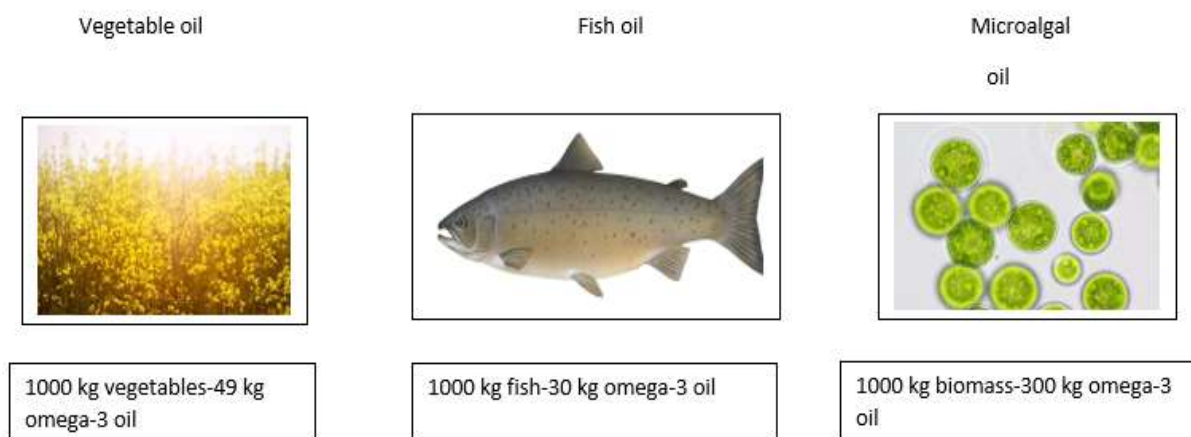 Vegetable oil
Fish oil
Microalgal
oil
1000 kg vegetables-49 kg
omega-3 oil
1000 kg fish-30 kg omega-3 oil
1000 kg biomass-300 kg omega-3
oil